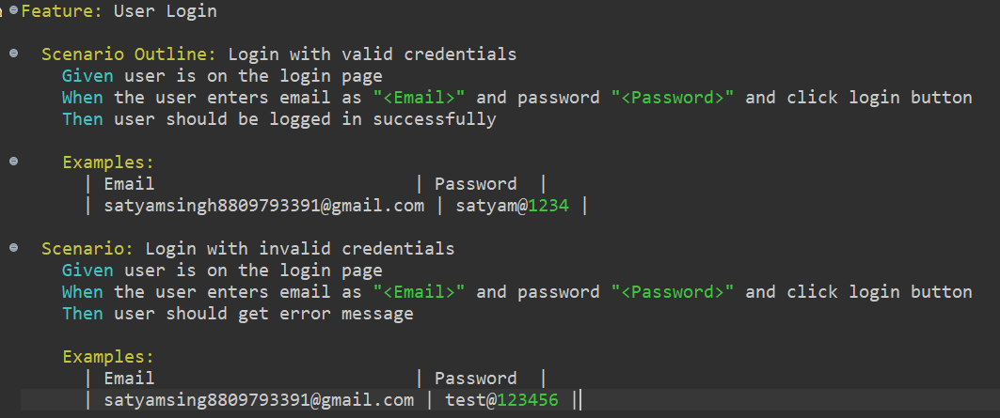 Feature: User Login
Scenario Outline: Login with valid credentials
Given user is on the login page
When the user enters email as "<Email>" and password "<Password>" and click login button
Then user should be logged in successfully
Examples:
| Email | Password |
| satyamsingh8809793391@gmail.com | satyam@1234 |
Scenario: Login with invalid credentials
Given user is on the login page
When the user enters email as "<Email>" and password "<Password>" and click login button
Then user should get error message
Examples:
| Email | Password |
| satyamsing8809793391@gmail.com | test@123456 |